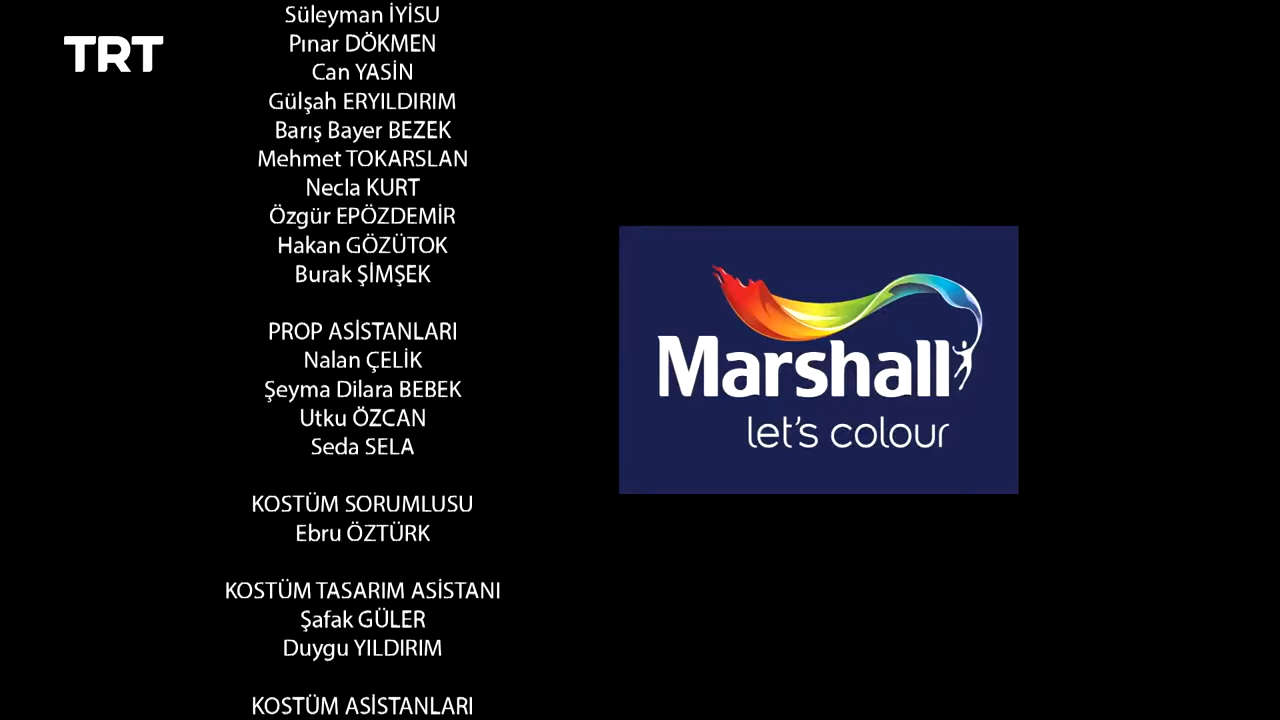 TRT
Süleyman İYİSU
Pınar DÖKMEN
Can YASİN
Gülşah ERYILDIRIM
Barış Bayer BEZEK
Mehmet TOKARSLAN
Necla KURT
Özgür EPÖZDEMİR
Hakan GÖZÜTOK
Burak ŞİMŞEK
PROP ASİSTANLARI
Nalan ÇELİK
Şeyma Dilara BEBEK
Utku ÖZCAN
Seda SELA
KOSTÜM SORUMLUSU
Ebru ÖZTÜRK
KOSTÜM TASARIM ASİSTANI
Şafak GÜLER
Duygu YILDIRIM
KOSTÜM ASİSTANLARI
Marshall
let's colour